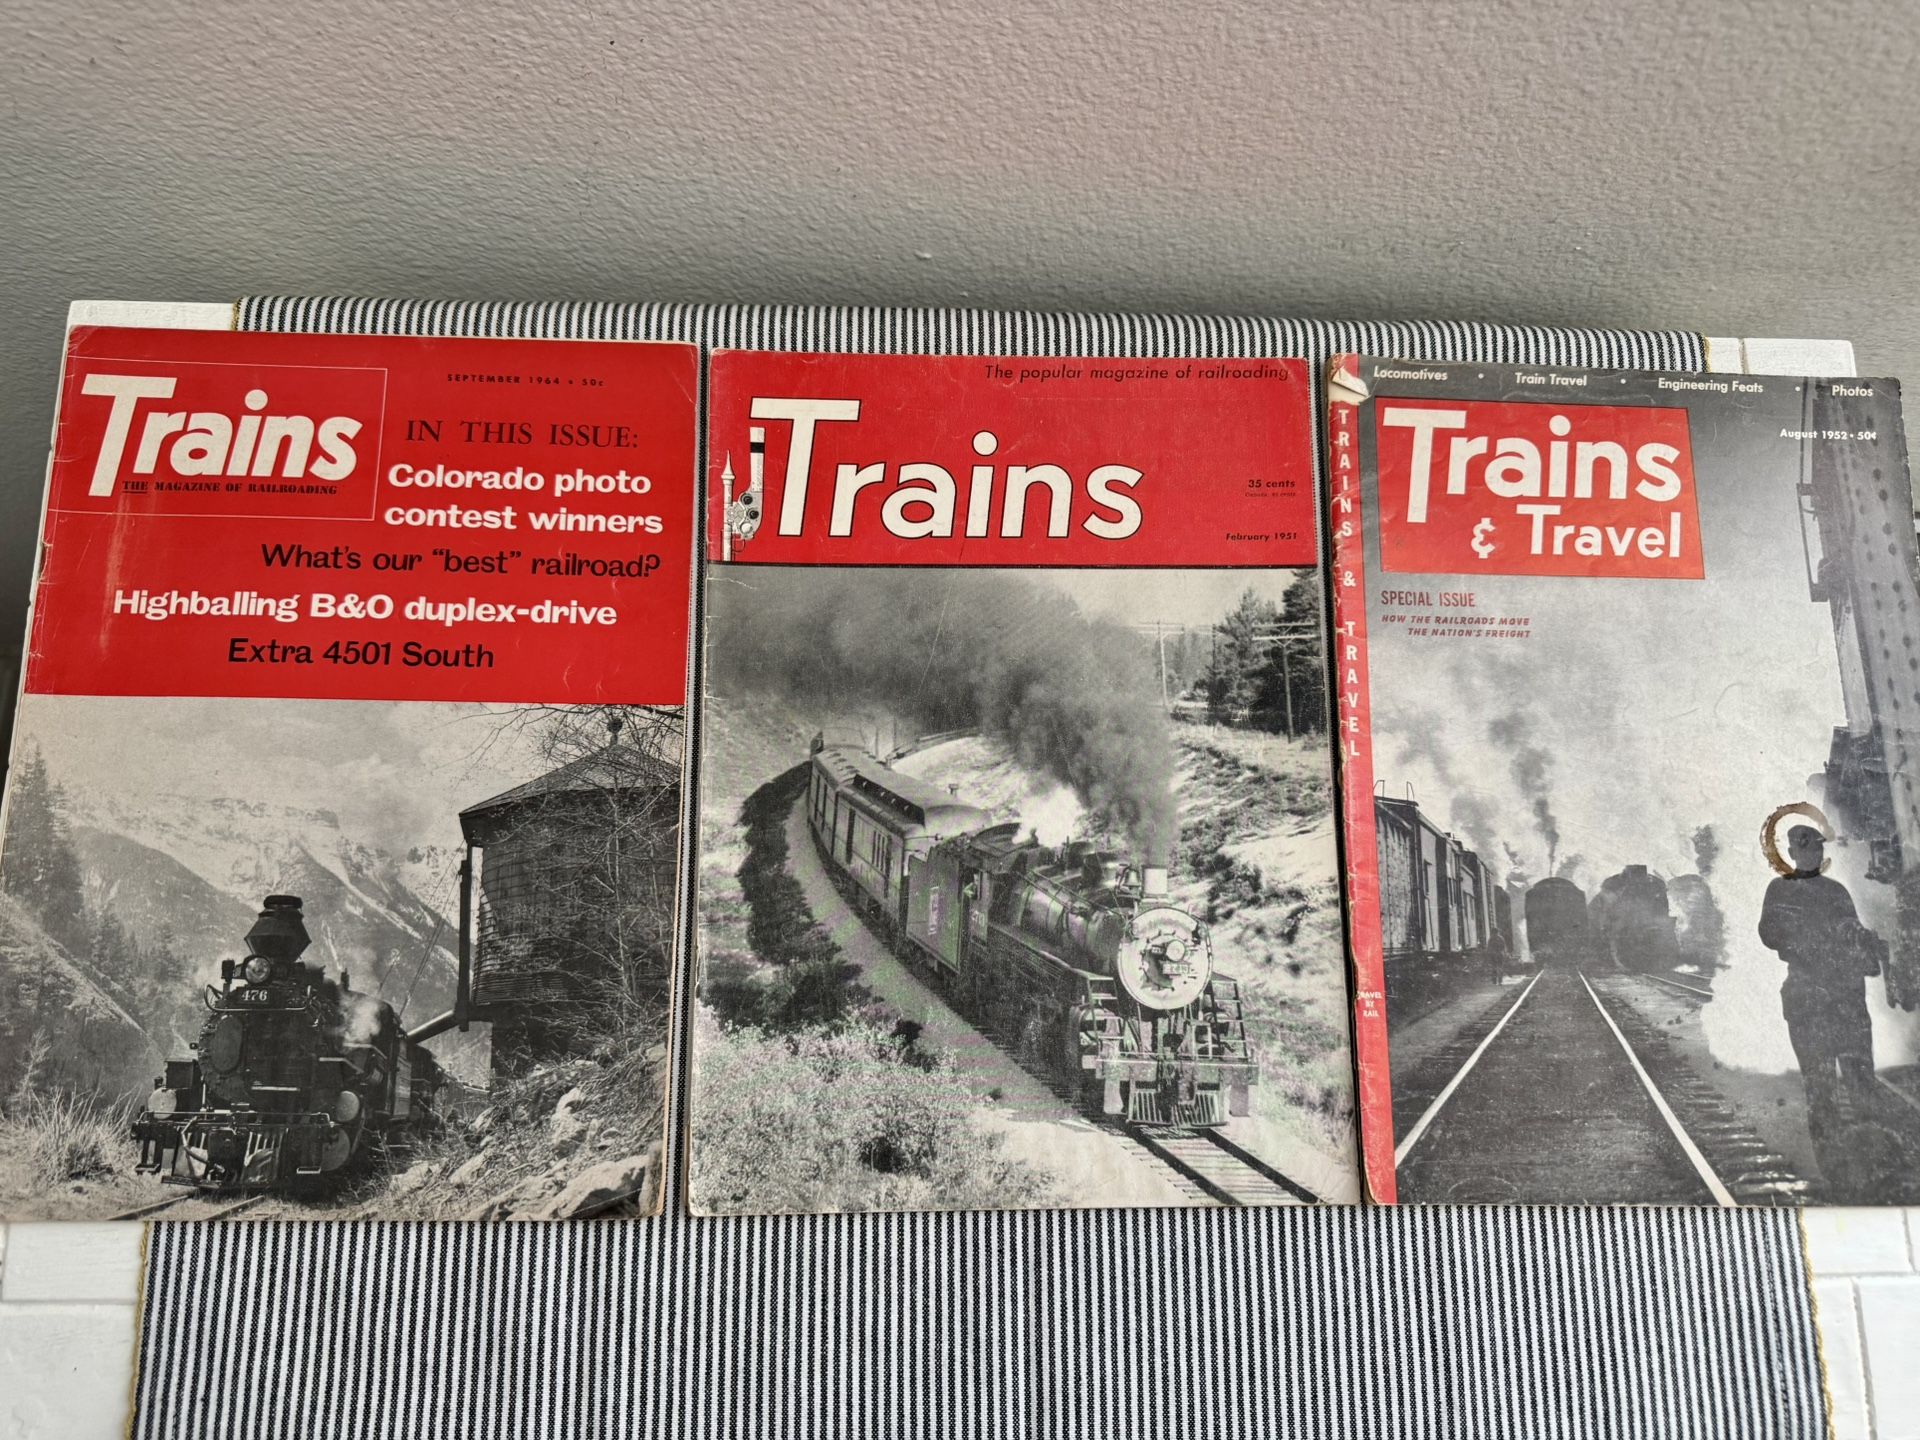 Trains
THE MAGAZINE OF RAILROADING
SEPTEMBER 1964 • 50c
IN THIS ISSUE:
Colorado photo
contest winners
What's our "best" railroad?
Highballing B&O duplex-drive
Extra 4501 South
476
The popular magazine of railroading
Trains
35 cents
February 1951
Locomotives • Train Travel • Engineering Feats • Photos
Trains
& Travel
August 1952 • 50¢
SPECIAL ISSUE
HOW THE RAILROADS MOVE
THE NATION'S FREIGHT
TRAINS & TRAVEL
TRAVEL
BY
RAIL